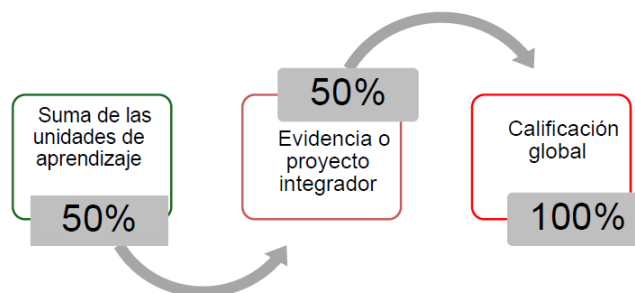 Suma de las
unidades de
aprendizaje
50%
50%
Evidencia o
proyecto
integrador
Calificación
global
100%